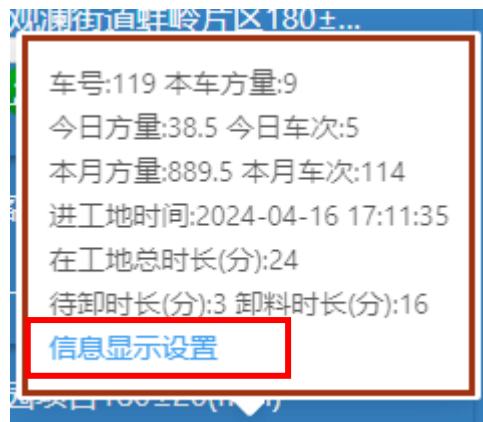 观澜街道蚌岭片区180±...
车号:119 本车方量:9
今日方量:38.5 今日车次:5
本月方量:889.5 本月车次:114
进工地时间:2024-04-16 17:11:35
在工地总时长(分):24
待卸时长(分):3 卸料时长(分):16
信息显示设置